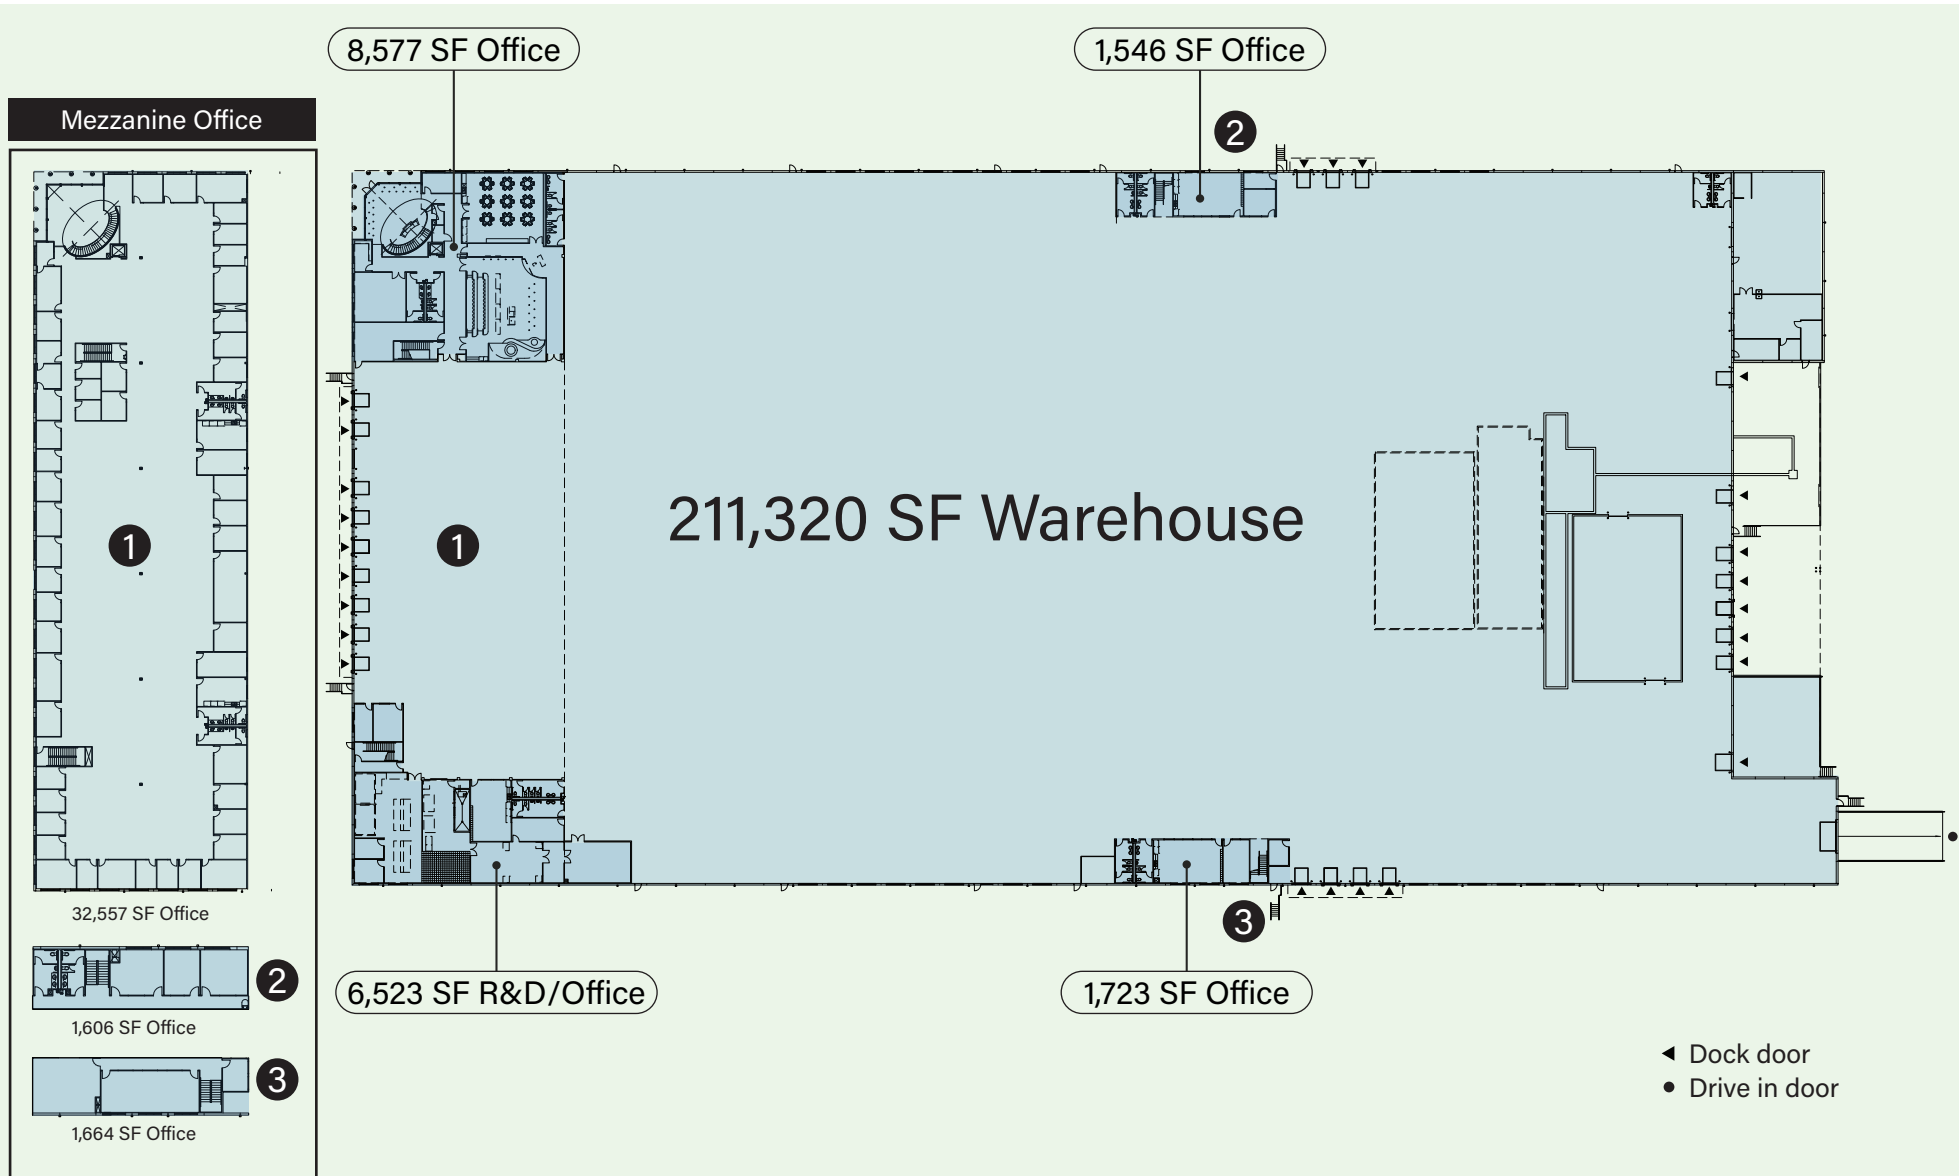 8,577 SF Office
1,546 SF Office
Mezzanine Office
2
211,320 SF Warehouse
1
1
32,557 SF Office
3
2
6,523 SF R&D/Office
1,723 SF Office
1,606 SF Office
3
1,664 SF Office
Dock door
Drive in door